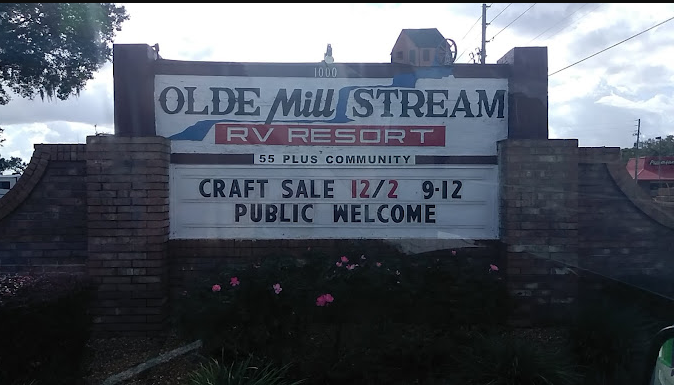 1000
OLDE Mill STREAM
RV RESORT
55 PLUS COMMUNITY
CRAFT SALE 12/2 9-12
PUBLIC WELCOME